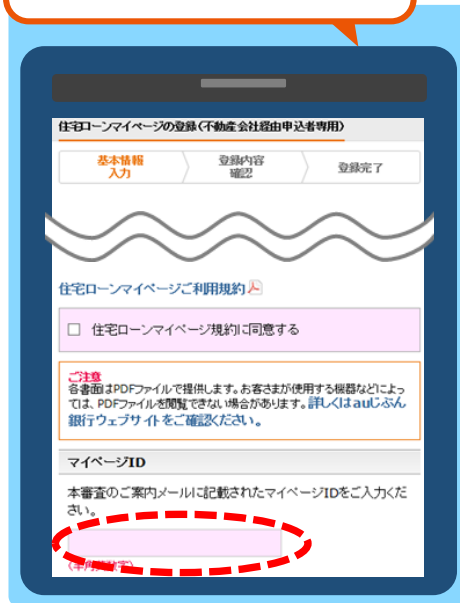 住宅ローンマイページの登録（不動産会社経由申込者専用）
基本情報
入力
登録内容
確認
登録完了
住宅ローンマイページご利用規約
住宅ローンマイページ規約に同意する
ご注意
各書面はPDFファイルで提供します。お客さまが使用する機器などによっ
ては、PDFファイルを閲覧できない場合があります。詳しくはauじぶん
銀行ウェブサイトをご確認ください。
マイページID
本審査のご案内メールに記載されたマイページIDをご入力くだ
さい。
（半角英数字）